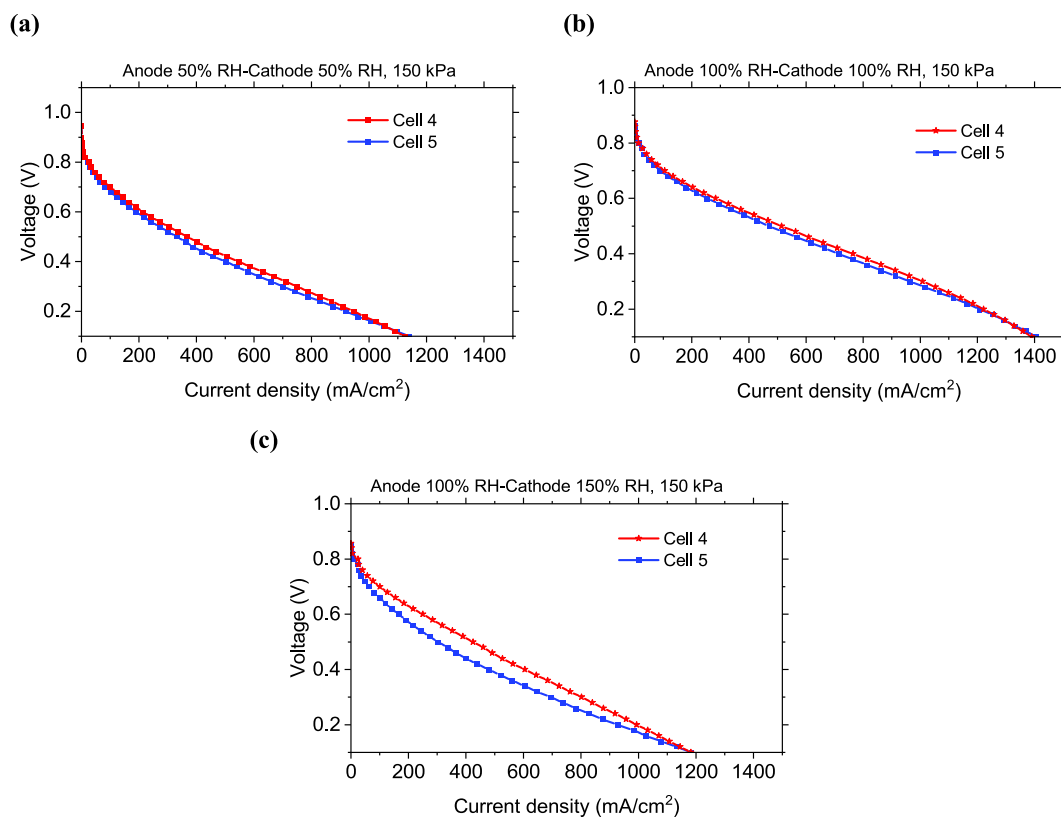 (a)
Anode 50% RH-Cathode 50% RH, 150 kPa
1.0
0.8
0.6
0.4
0.2
Voltage (V)
Cell 4
Cell 5
0 200 400 600 800 1000 1200 1400
Current density (mA/cm²)
(b)
Anode 100% RH-Cathode 100% RH, 150 kPa
1.0
0.8
0.6
0.4
0.2
Voltage (V)
Cell 4
Cell 5
0 200 400 600 800 1000 1200 1400
Current density (mA/cm²)
(c)
Anode 100% RH-Cathode 150% RH, 150 kPa
1.0
0.8
0.6
0.4
0.2
Voltage (V)
Cell 4
Cell 5
0 200 400 600 800 1000 1200 1400
Current density (mA/cm²)